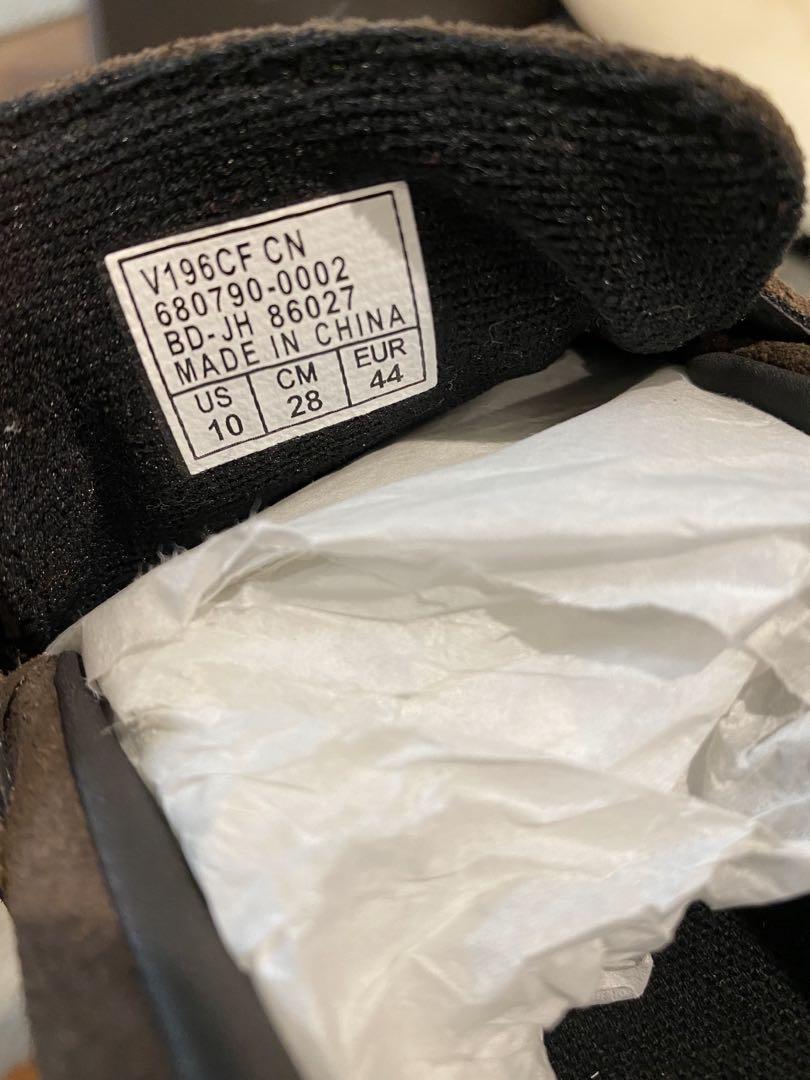 V196CF CN
680790-0002
BD-JH 86027
MADE IN CHINA
US CM EUR
10 28 44